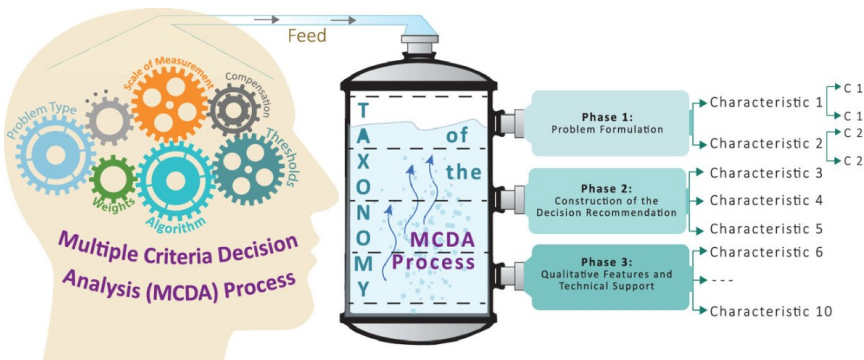 Feed
Problem Type
Scale of Measurement
Compensation
Thresholds
Weights
Algorithm
Multiple Criteria Decision
Analysis (MCDA) Process
TAXONOMY
of
the
MCDA
Process
Phase 1:
Problem Formulation
Phase 2:
Construction of the
Decision Recommendation
Phase 3:
Qualitative Features and
Technical Support
Characteristic 1
C 1
C 1
Characteristic 2
C 2
C 2
Characteristic 3
Characteristic 4
Characteristic 5
Characteristic 6
---
Characteristic 10